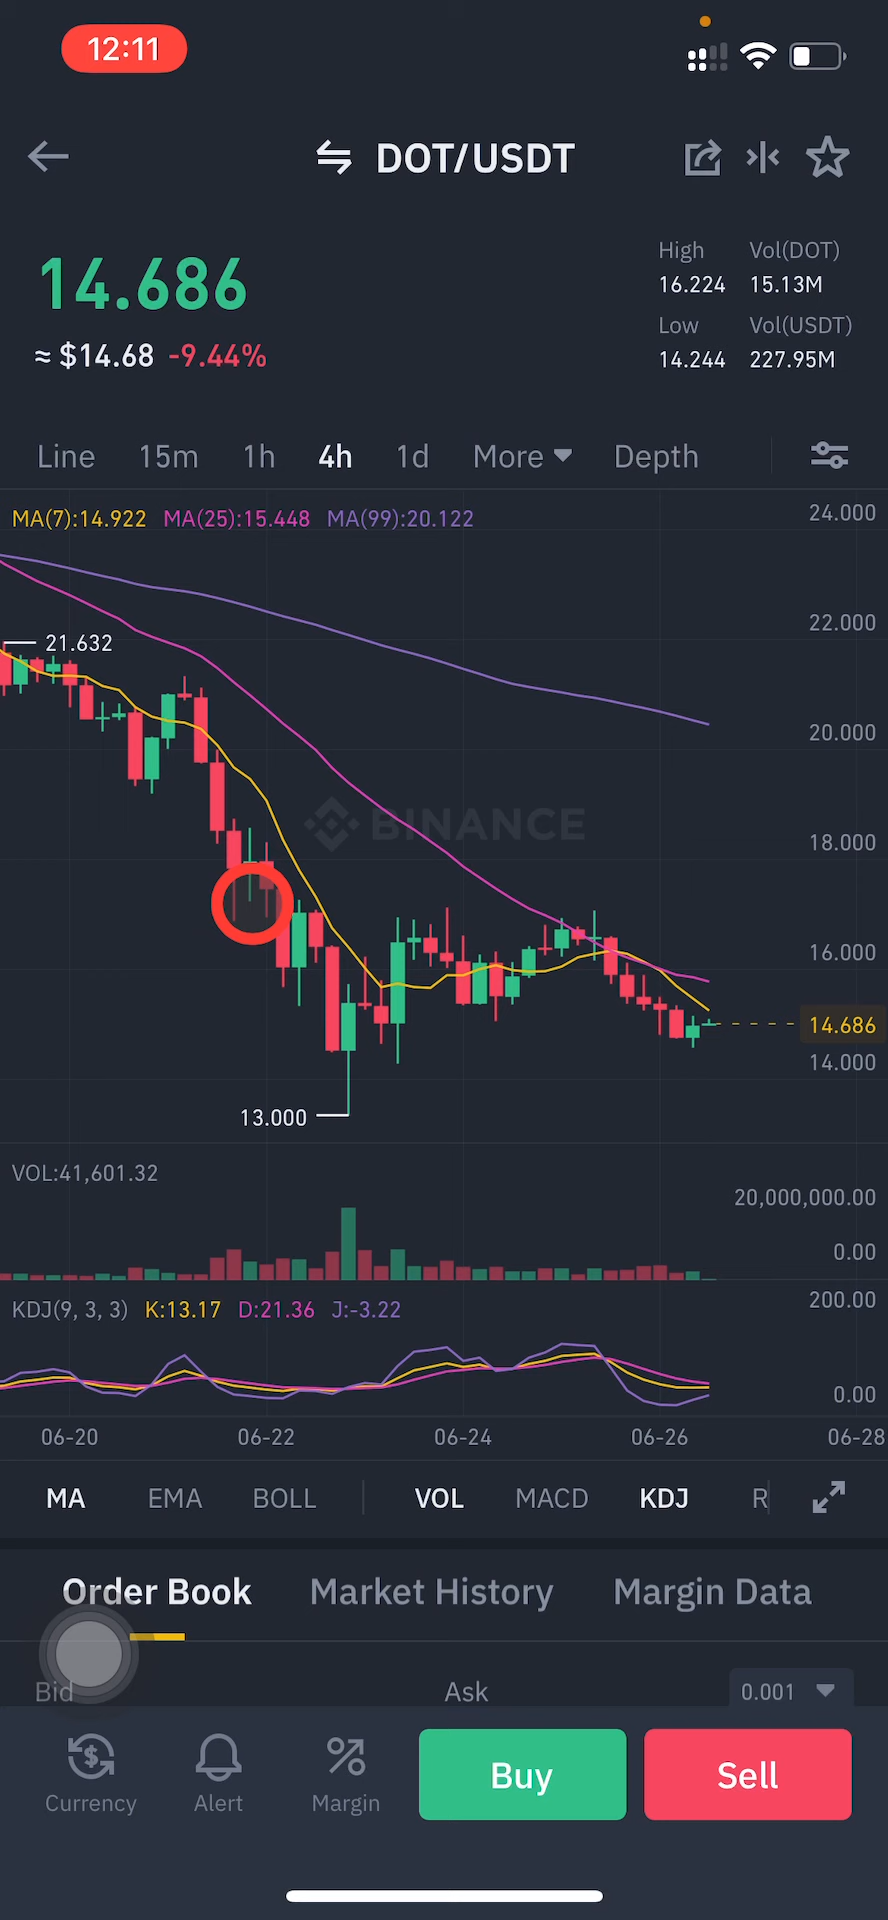 12:11
DOT/USDT
14.686
≈ $14.68 -9.44%
High Vol(DOT)
16.224 15.13M
Low Vol(USDT)
14.244 227.95M
Line 15m 1h 4h 1d More Depth
MA(7):14.922 MA(25):15.448 MA(99):20.122
24.000
22.000
21.632
20.000
BINANCE
18.000
16.000
14.686
14.000
13.000
VOL:41,601.32
20,000,000.00
0.00
KDJ(9, 3, 3) K:13.17 D:21.36 J:-3.22
200.00
0.00
06-20 06-22 06-24 06-26 06-28
MA EMA BOLL VOL MACD KDJ R
Order Book Market History Margin Data
Bid Ask 0.001
Currency Alert Margin Buy Sell